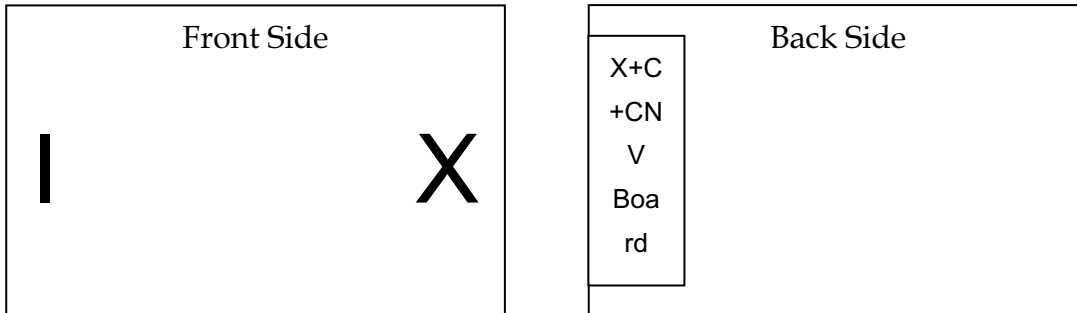 Front Side
I X
Back Side
X+C
+CN
V
Boa
rd